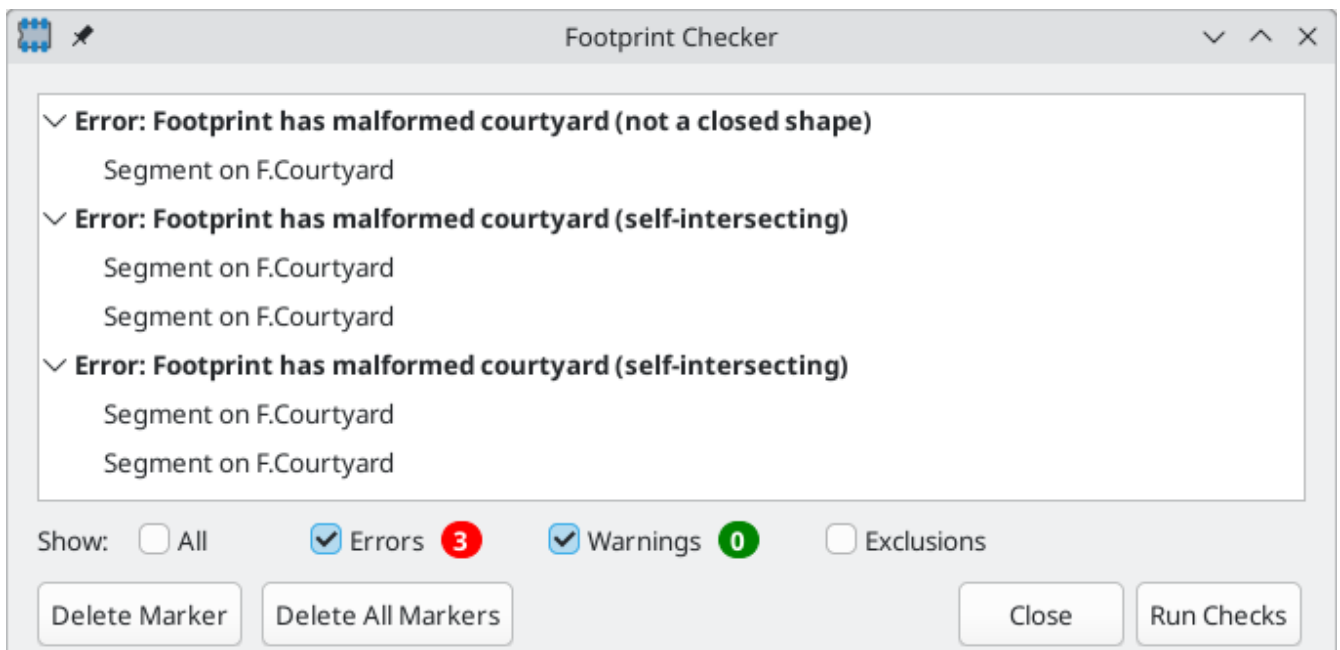 Footprint Checker
Error: Footprint has malformed courtyard (not a closed shape)
Segment on F.Courtyard
Error: Footprint has malformed courtyard (self-intersecting)
Segment on F.Courtyard
Segment on F.Courtyard
Error: Footprint has malformed courtyard (self-intersecting)
Segment on F.Courtyard
Segment on F.Courtyard
Show: All Errors 3 Warnings 0 Exclusions
Delete Marker Delete All Markers Close Run Checks